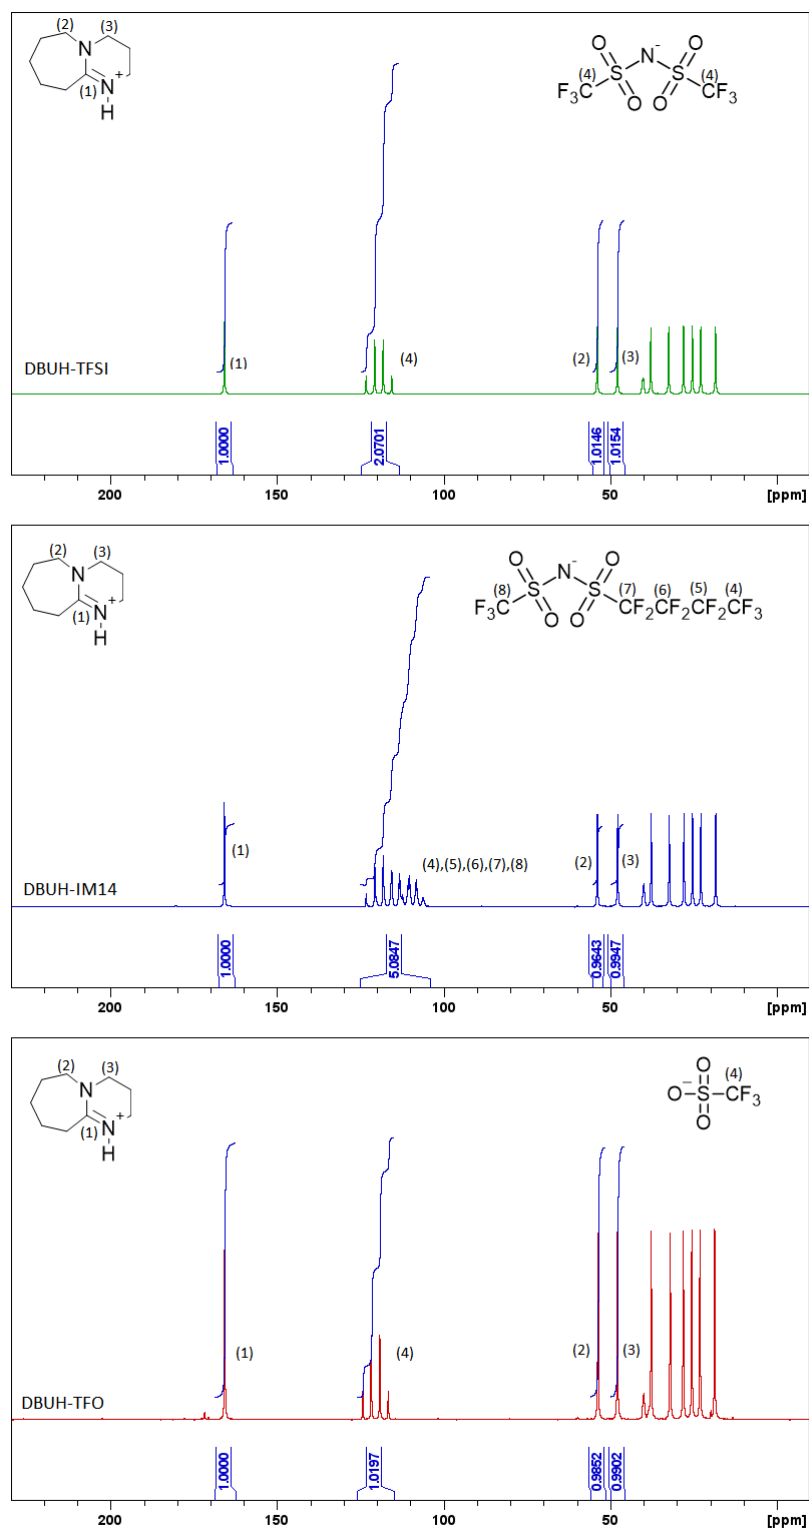 (2) (3)
N
(1) N
+
H
O - O
(4) S N S (4)
F3C O O CF3
DBUH-TFSI
(1)
(4)
(2)
(3)
1.0000
2.0701
1.0146
1.0154
200 150 100 50 [ppm]
(2) (3)
N
(1) N
+
H
O - O
(8) S N S (7) (6) (5) (4)
F3C O O CF2CF2CF2CF3
DBUH-IM14
(1)
(4),(5),(6),(7),(8)
(2)
(3)
1.0000
5.0847
0.9643
0.9947
200 150 100 50 [ppm]
(2) (3)
N
(1) N
+
H
O
- (4)
O S CF3
O
DBUH-TFO
(1)
(4)
(2)
(3)
1.0000
1.0197
0.9852
0.9902
200 150 100 50 [ppm]